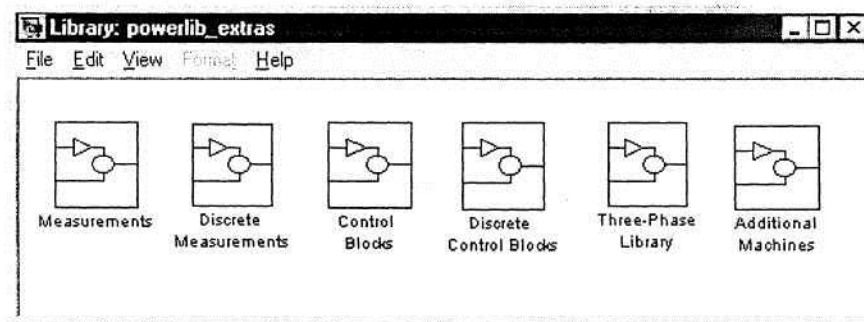 Library: powerlib_extras
File Edit View Format Help
Measurements
Discrete
Measurements
Control
Blocks
Discrete
Control Blocks
Three-Phase
Library
Additional
Machines